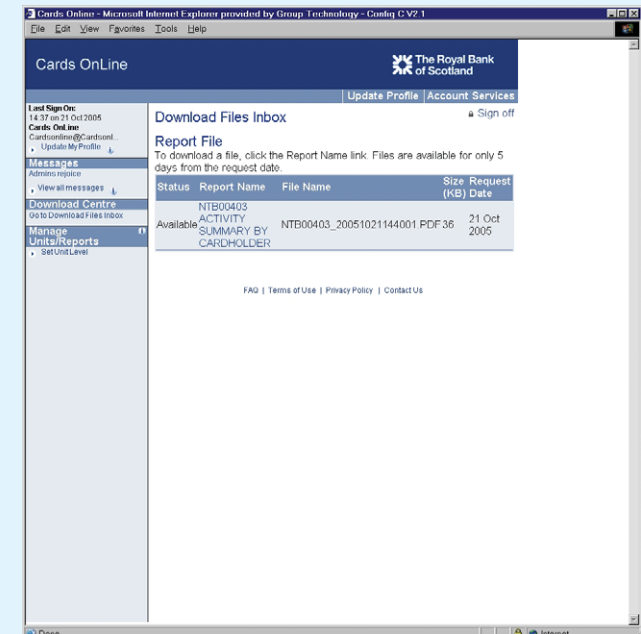 Cards Online - Microsoft Internet Explorer provided by Group Technology - Config C V2.1
File Edit View Favorites Tools Help
Cards OnLine
The Royal Bank
of Scotland
Update Profile Account Services
Last Sign On:
14:37 on 21 Oct 2005
Cards OnLine
Cardsonline@Cardsonl...
Update My Profile
Messages
Admins rejoice
View all messages
Download Centre
Go to Download Files Inbox
Manage
Units/Reports
Set Unit Level
Download Files Inbox
Sign off
Report File
To download a file, click the Report Name link. Files are available for only 5
days from the request date.
Status Report Name File Name Size (KB) Request Date
Available NTB00403 ACTIVITY SUMMARY BY CARDHOLDER NTB00403_20051021144001.PDF 36 21 Oct 2005
FAQ | Terms of Use | Privacy Policy | Contact Us
Done
Internet